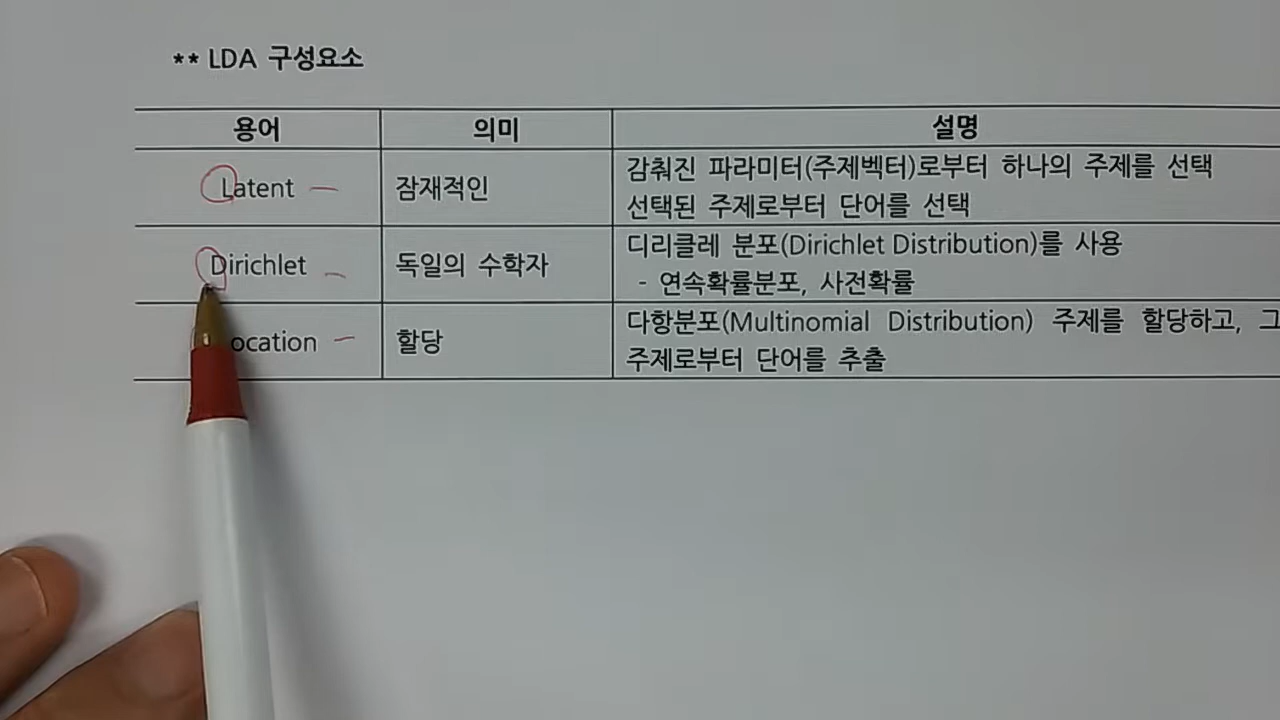 ** LDA 구성요소
용어 의미 설명
Latent 잠재적인 감춰진 파라미터(주제벡터)로부터 하나의 주제를 선택
선택된 주제로부터 단어를 선택
Dirichlet 독일의 수학자 디리클레 분포(Dirichlet Distribution)를 사용
- 연속확률분포, 사전확률
할당 다항분포(Multinomial Distribution) 주제를 할당하고, 그
주제로부터 단어를 추출